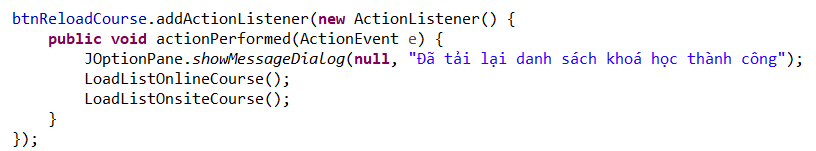 btnReloadCourse.addActionListener(new ActionListener() {
    public void actionPerformed(ActionEvent e) {
        JOptionPane.showMessageDialog(null, "Đã tải lại danh sách khoá học thành công");
        LoadListOnlineCourse();
        LoadListOnsiteCourse();
    }
});